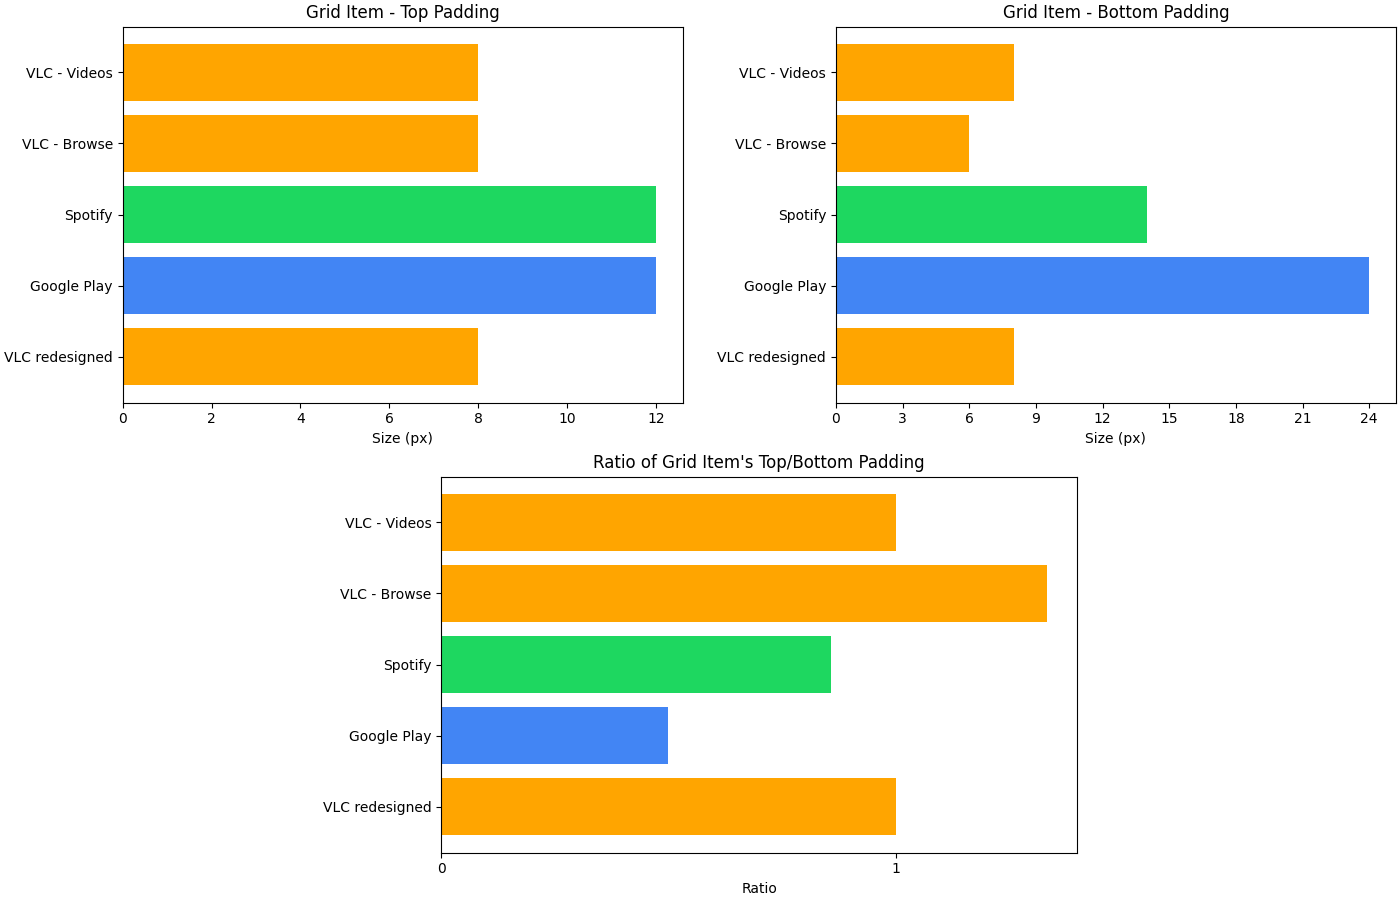 Grid Item - Top Padding
VLC - Videos
VLC - Browse
Spotify
Google Play
VLC redesigned
0 2 4 6 8 10 12
Size (px)
Grid Item - Bottom Padding
VLC - Videos
VLC - Browse
Spotify
Google Play
VLC redesigned
0 3 6 9 12 15 18 21 24
Size (px)
Ratio of Grid Item's Top/Bottom Padding
VLC - Videos
VLC - Browse
Spotify
Google Play
VLC redesigned
0 1
Ratio